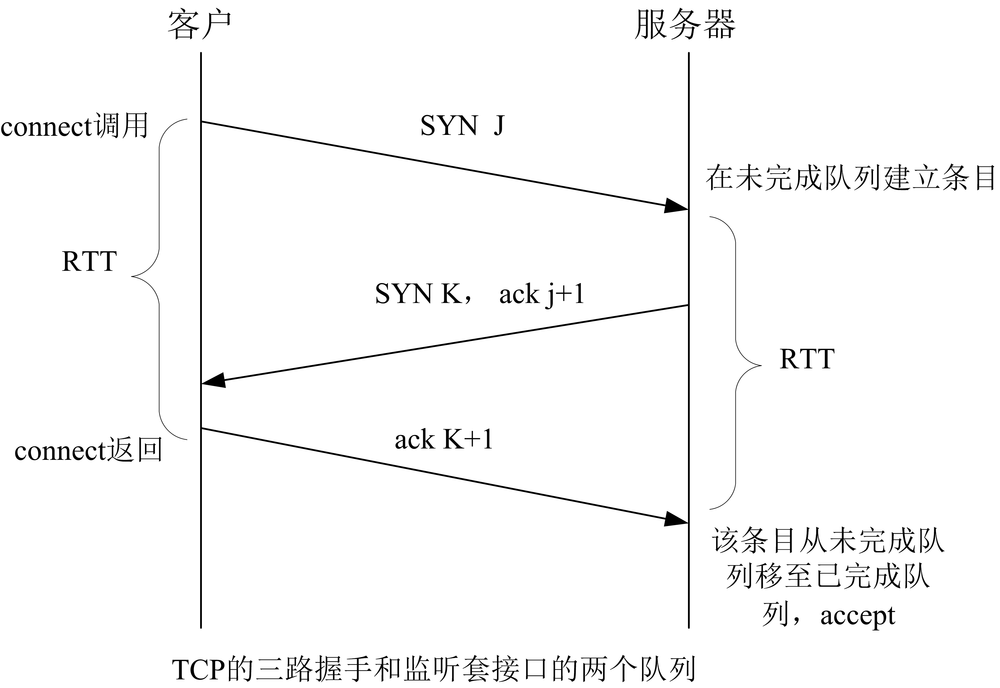 客户
服务器
connect调用
SYN J
在未完成队列建立条目
RTT
SYN K， ack j+1
RTT
connect返回
ack K+1
该条目从未完成队
列移至已完成队
列，accept
TCP的三路握手和监听套接口的两个队列